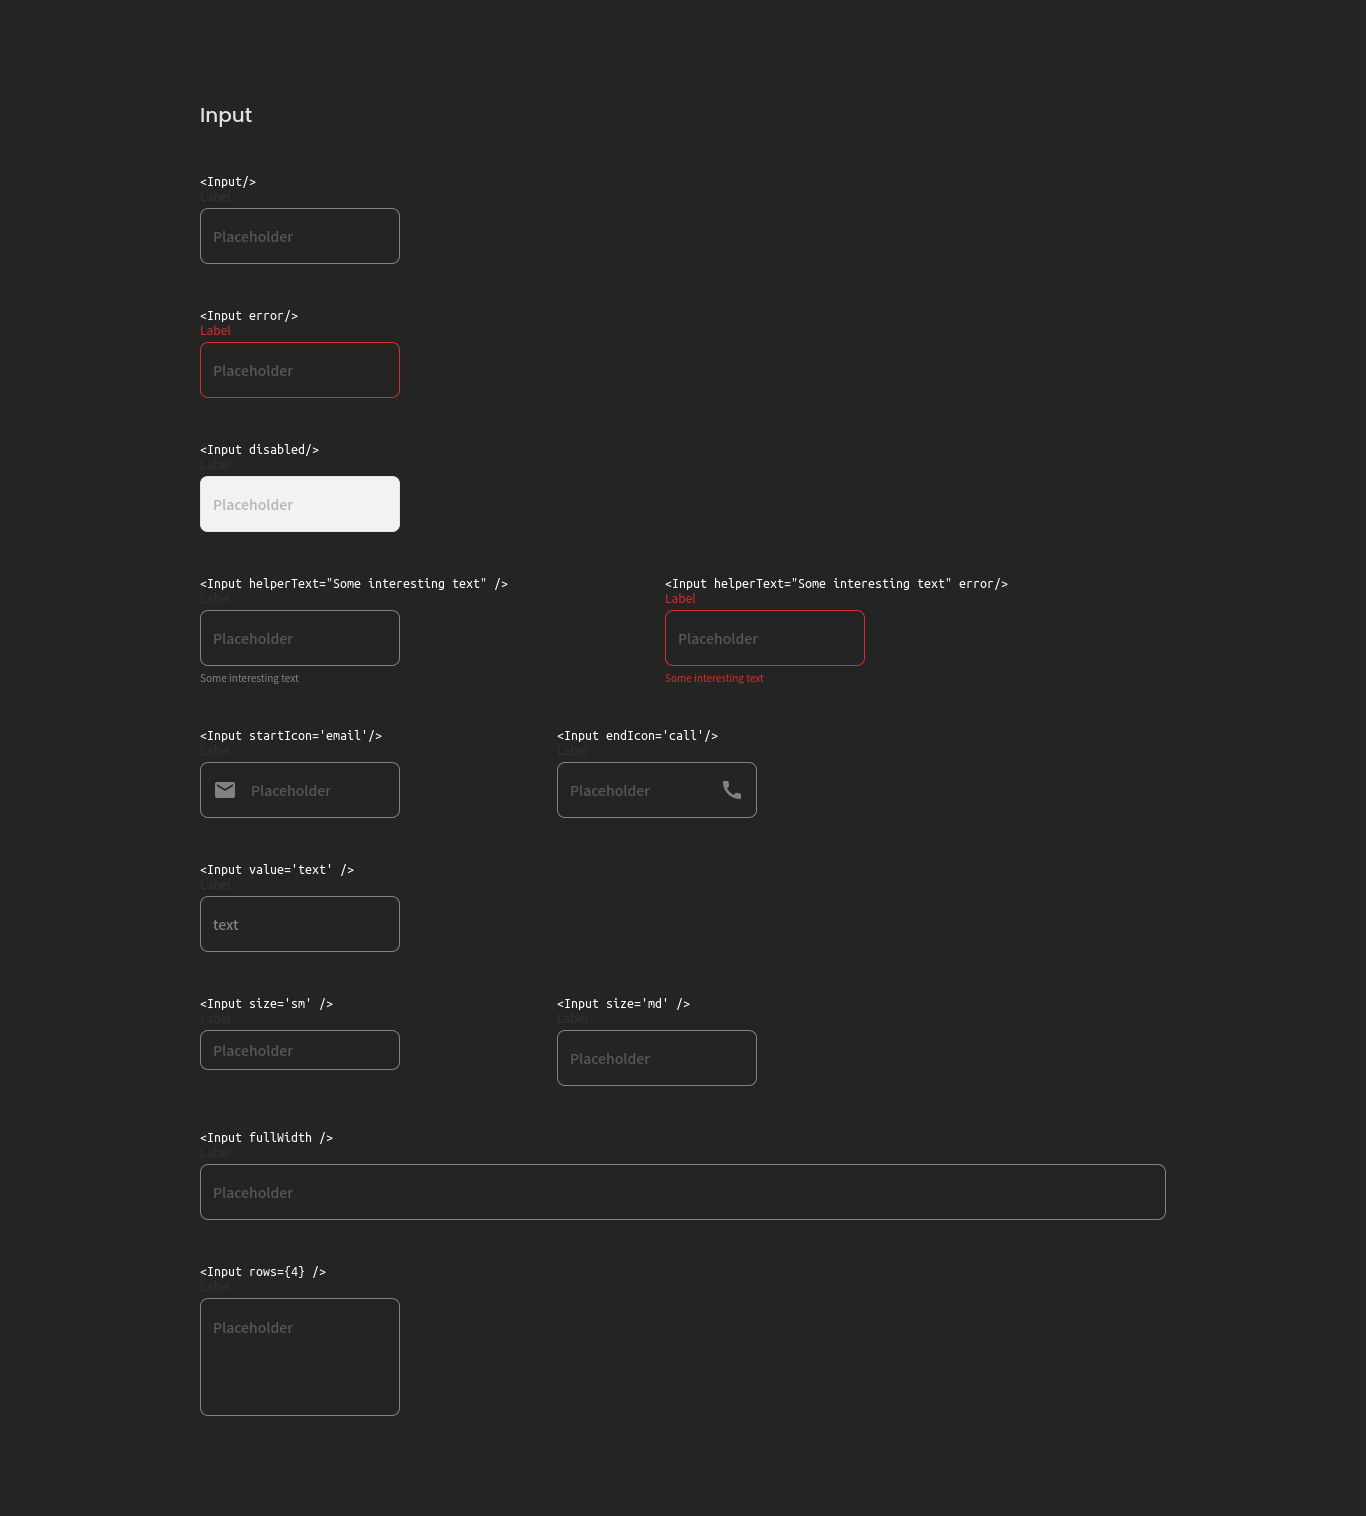 Input
<Input/>
Label
Placeholder
<Input error/>
Label
Placeholder
<Input disabled/>
Label
Placeholder
<Input helperText="Some interesting text" />
Label
Placeholder
Some interesting text
<Input helperText="Some interesting text" error/>
Label
Placeholder
Some interesting text
<Input startIcon='email'/>
Label
Placeholder
<Input endIcon='call'/>
Label
Placeholder
<Input value='text' />
Label
text
<Input size='sm' />
Label
Placeholder
<Input size='md' />
Label
Placeholder
<Input fullWidth />
Label
Placeholder
<Input rows={4} />
Label
Placeholder